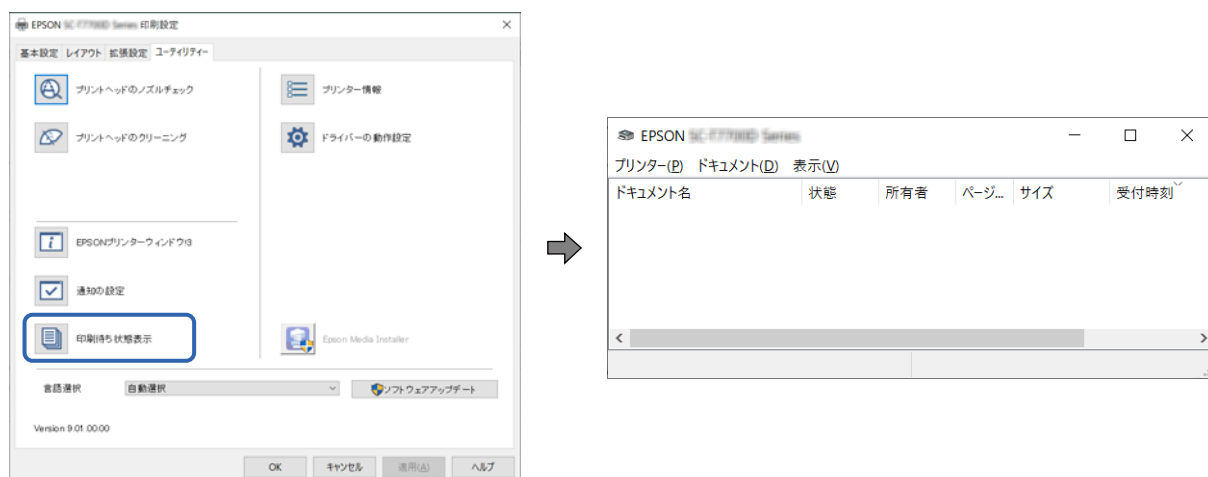 EPSON 印刷設定
基本設定 レイアウト 拡張設定 ユーティリティー
プリントヘッドのノズルチェック
プリンター情報
プリントヘッドのクリーニング
ドライバーの動作設定
EPSONプリンターウィンドウ!3
通知の設定
印刷待ち状態表示
Epson Media Installer
言語選択 自動選択 ソフトウェアアップデート
Version 9.01.00.00
OK キャンセル 適用(A) ヘルプ
EPSON
プリンター(P) ドキュメント(D) 表示(V)
ドキュメント名 状態 所有者 ページ... サイズ 受付時刻